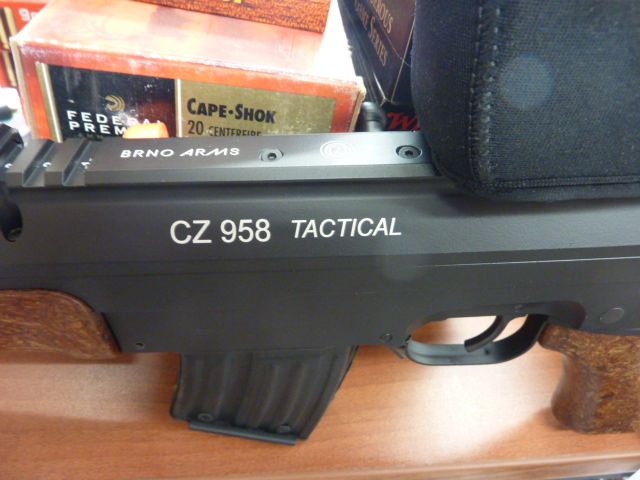 FEDERAL
PREM
CAPE-SHOK
20 CENTERFIRE
BRNO ARMS
CZ 958 TACTICAL